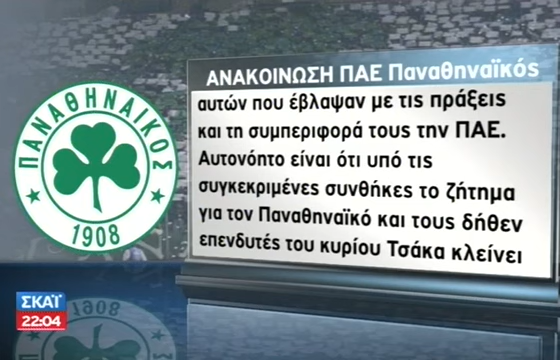 ΑΝΑΚΟΙΝΩΣΗ ΠΑΕ Παναθηναϊκός
αυτών που έβλαψαν με τις πράξεις
και τη συμπεριφορά τους την ΠΑΕ.
Αυτονόητο είναι ότι υπό τις
συγκεκριμένες συνθήκες το ζήτημα
για τον Παναθηναϊκό και τους δήθεν
επενδυτές του κυρίου Τσάκα κλείνει
ΠΑΝΑΘΗΝΑΪΚΟΣ
1908
ΣΚΑΪ
22:04